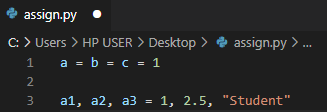 assign.py
C: > Users > HP USER > Desktop > assign.py > ...
1 a = b = c = 1
2
3 a1, a2, a3 = 1, 2.5, "Student"